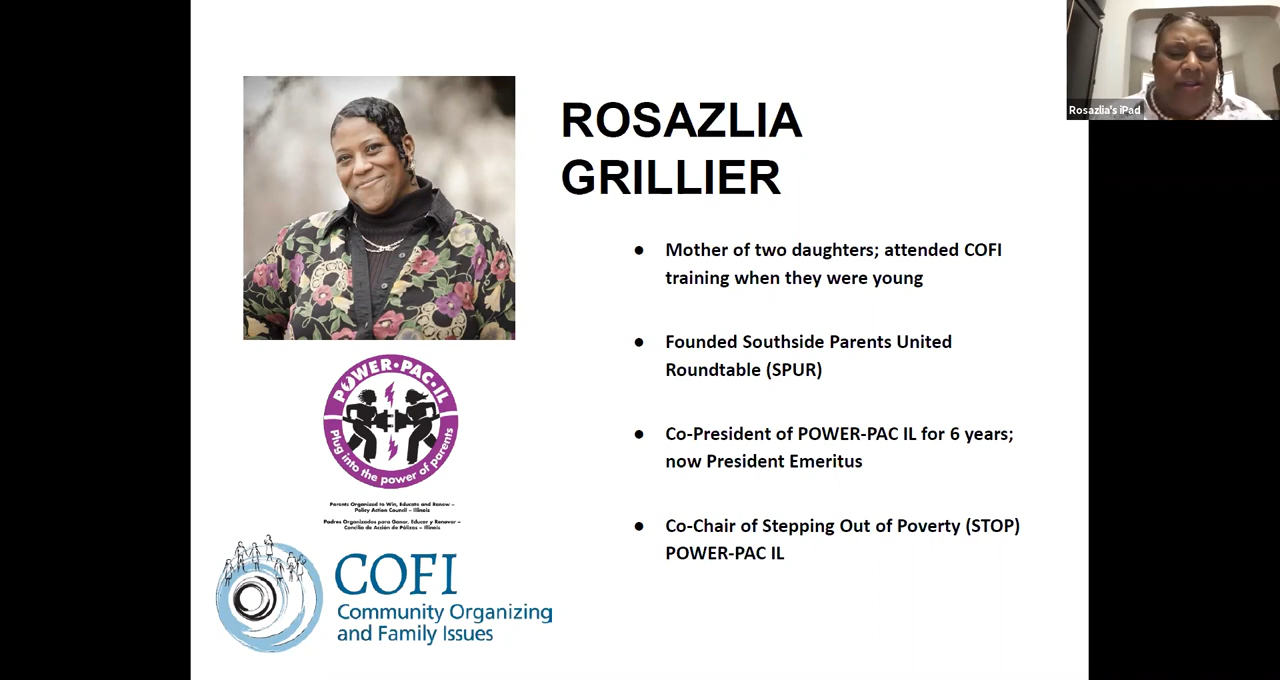 ROSAZLIA
GRILLIER
Rosazlia's iPad
● Mother of two daughters; attended COFI
training when they were young
● Founded Southside Parents United
Roundtable (SPUR)
● Co-President of POWER-PAC IL for 6 years;
now President Emeritus
● Co-Chair of Stepping Out of Poverty (STOP)
POWER-PAC IL
POWER·PAC·IL
Plug into the power of parents
Parents Organized to Win, Educate and Renew –
Policy Action Council – Illinois
Padres Organizados para Ganar, Educar y Renovar –
Concilio de Acción de Pólizas – Illinois
COFI
Community Organizing
and Family Issues